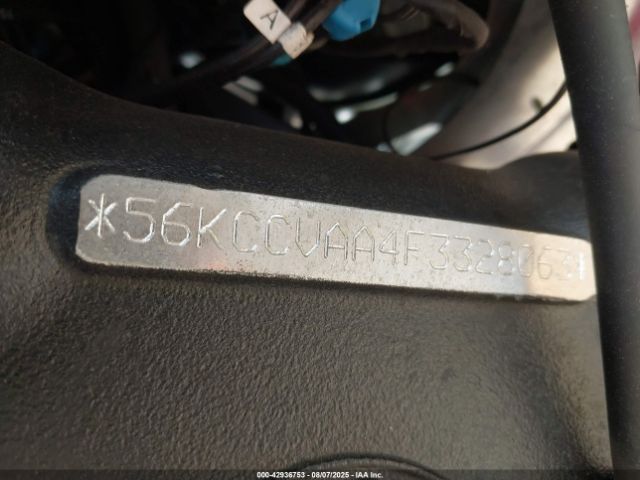 A
*56KCCVAA4F3328063*
000-42936753 | 08/07/2025 | IAA Inc.